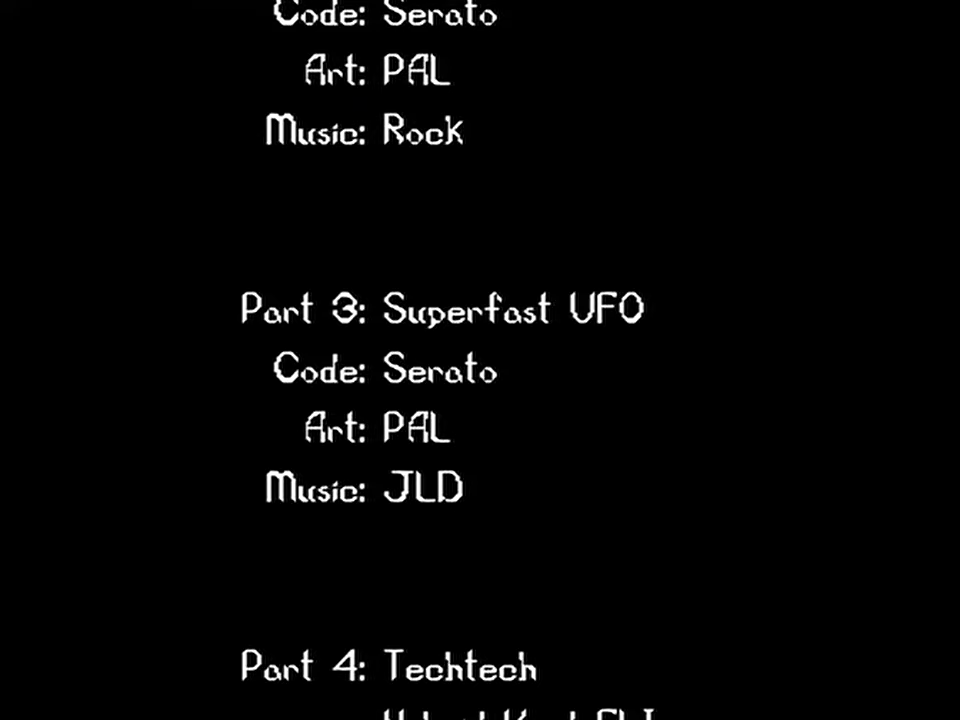 Code: Serato
Art: PAL
Music: Rock
Part 3: Superfast UFO
Code: Serato
Art: PAL
Music: JLD
Part 4: Techtech